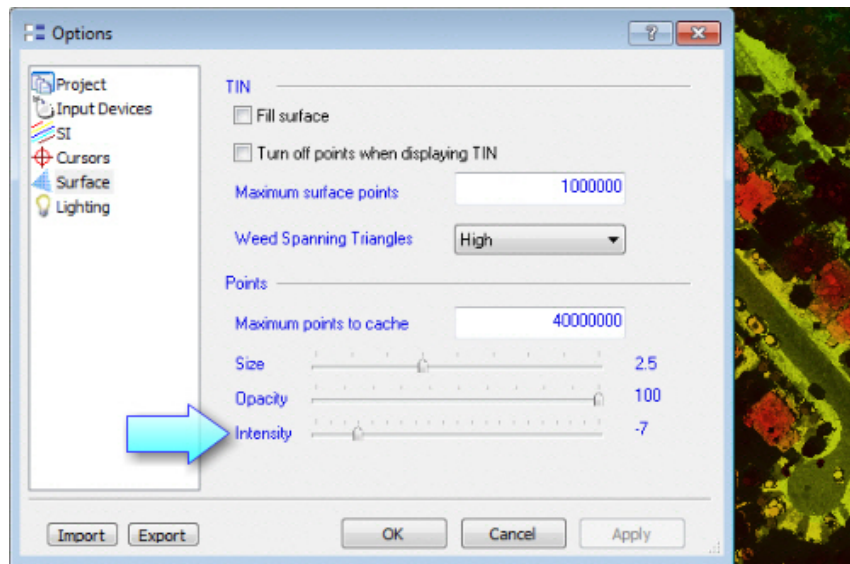 Options
?
Project
Input Devices
SI
Cursors
Surface
Lighting
TIN
Fill surface
Turn off points when displaying TIN
Maximum surface points 1000000
Weed Spanning Triangles High
Points
Maximum points to cache 40000000
Size 2.5
Opacity 100
Intensity -7
Import Export OK Cancel Apply